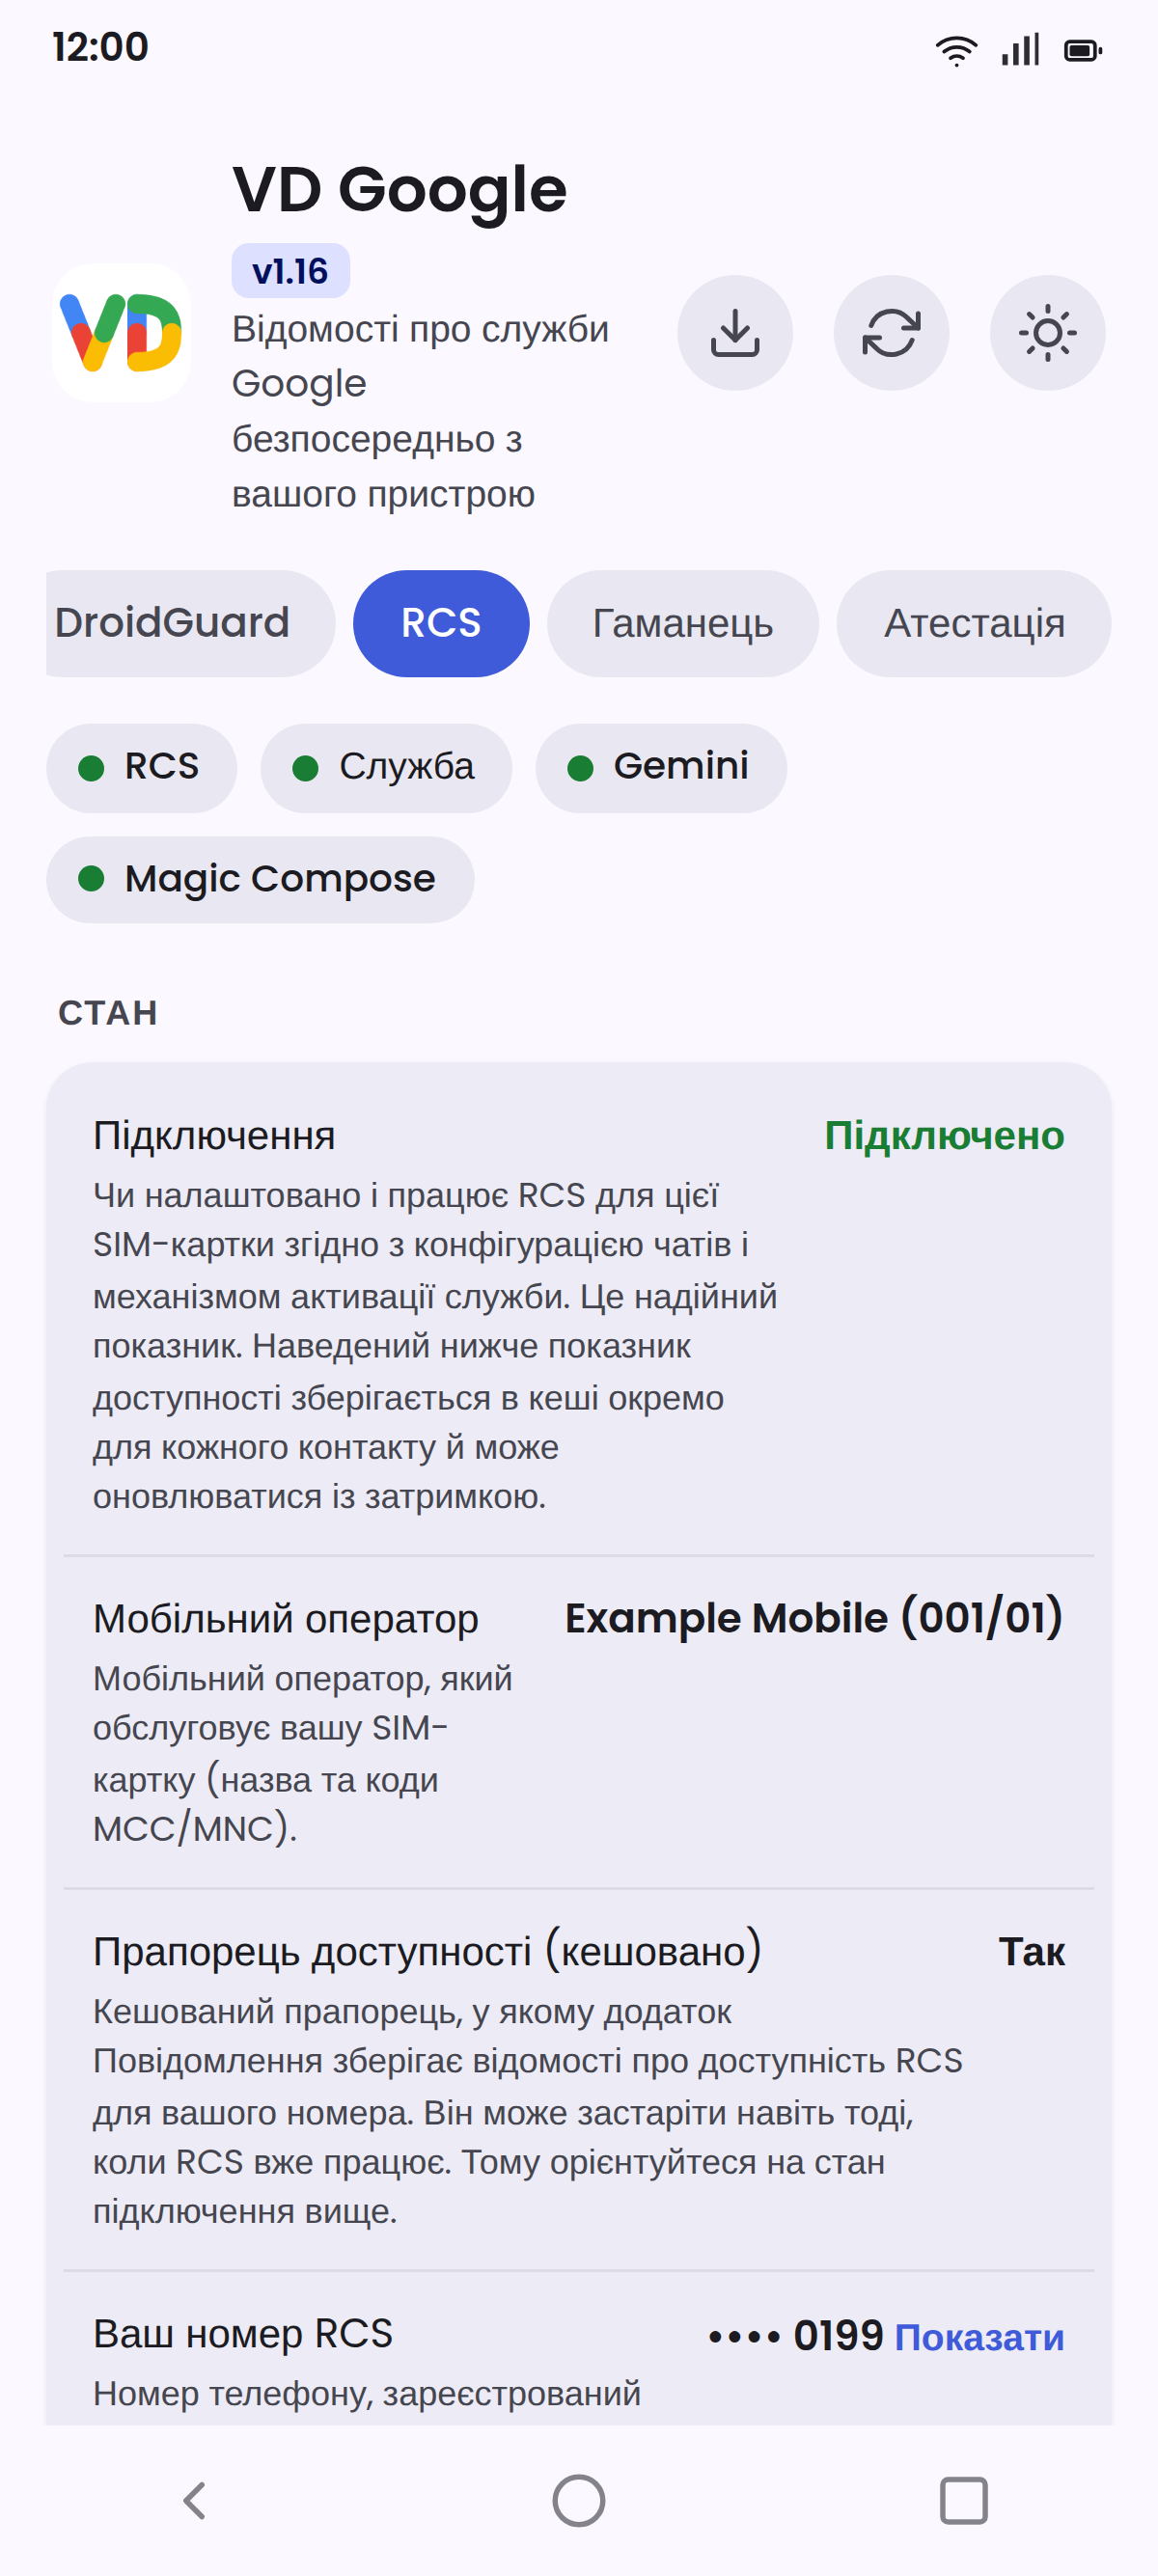 12:00
VD Google
v1.16
Відомості про служби
Google
безпосередньо з
вашого пристрою
VD
DroidGuard
RCS
Гаманець
Атестація
RCS
Служба
Gemini
Magic Compose
СТАН
Підключення
Підключено
Чи налаштовано і працює RCS для цієї
SIM-картки згідно з конфігурацією чатів і
механізмом активації служби. Це надійний
показник. Наведений нижче показник
доступності зберігається в кеші окремо
для кожного контакту й може
оновлюватися із затримкою.
Мобільний оператор
Example Mobile (001/01)
Мобільний оператор, який
обслуговує вашу SIM-
картку (назва та коди
MCC/MNC).
Прапорець доступності (кешовано)
Так
Кешований прапорець, у якому додаток
Повідомлення зберігає відомості про доступність RCS
для вашого номера. Він може застаріти навіть тоді,
коли RCS вже працює. Тому орієнтуйтеся на стан
підключення вище.
Ваш номер RCS
•••• 0199 Показати
Номер телефону, зареєстрований